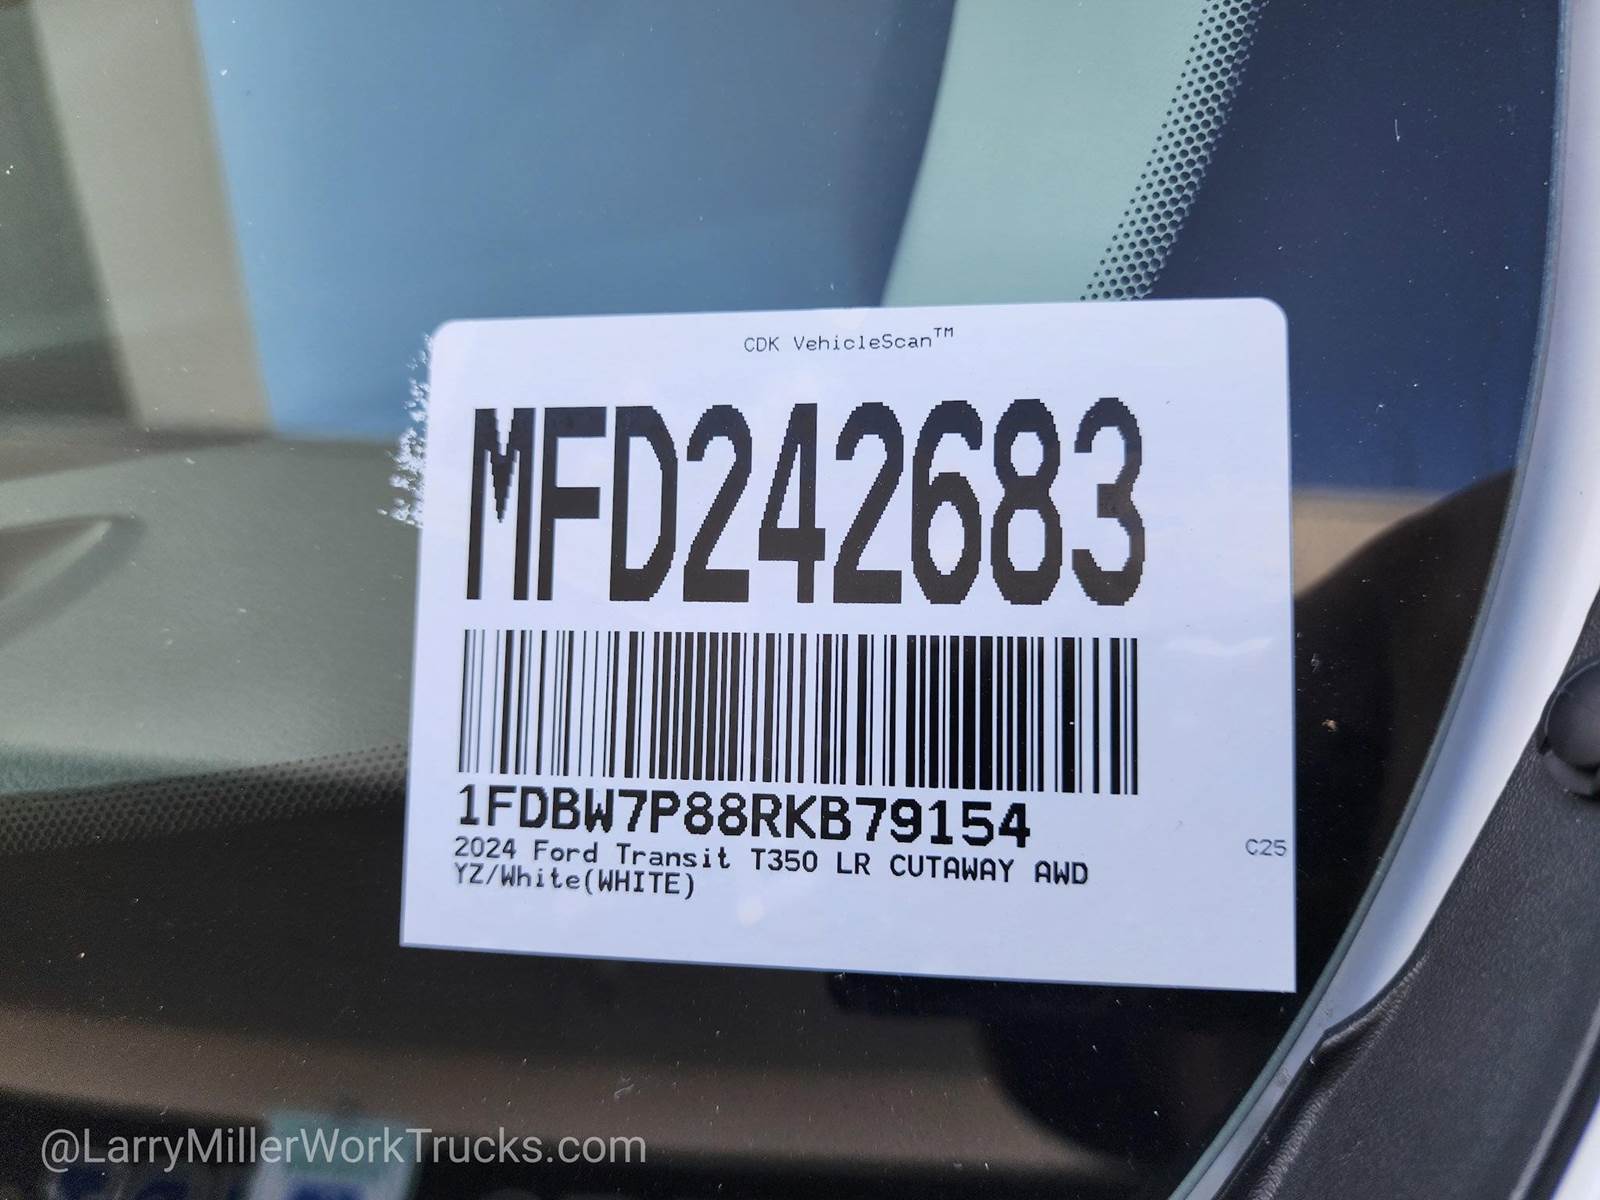 CDK VehicleScan™
MFD242683
1FDBW7P88RKB79154
2024 Ford Transit T350 LR CUTAWAY AWD
C25
YZ/White(WHITE)
@LarryMillerWorkTrucks.com